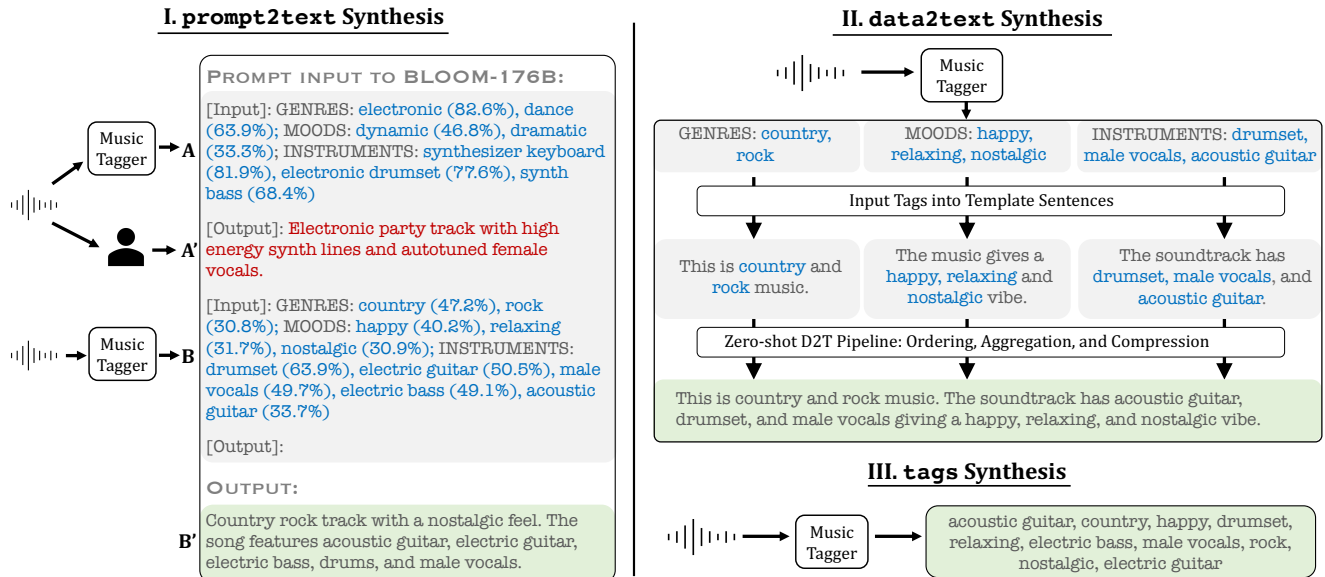 I. prompt2text Synthesis
PROMPT INPUT TO BLOOM-176B:
Music
Tagger
A
[Input]: GENRES: electronic (82.6%), dance
(63.9%); MOODS: dynamic (46.8%), dramatic
(33.3%); INSTRUMENTS: synthesizer keyboard
(81.9%), electronic drumset (77.6%), synth
bass (68.4%)
A'
[Output]: Electronic party track with high
energy synth lines and autotuned female
vocals.
Music
Tagger
B
[Input]: GENRES: country (47.2%), rock
(30.8%); MOODS: happy (40.2%), relaxing
(31.7%), nostalgic (30.9%); INSTRUMENTS:
drumset (63.9%), electric guitar (50.5%), male
vocals (49.7%), electric bass (49.1%), acoustic
guitar (33.7%)
[Output]:
OUTPUT:
B'
Country rock track with a nostalgic feel. The
song features acoustic guitar, electric guitar,
electric bass, drums, and male vocals.
II. data2text Synthesis
Music
Tagger
GENRES: country,
rock
MOODS: happy,
relaxing, nostalgic
INSTRUMENTS: drumset,
male vocals, acoustic guitar
Input Tags into Template Sentences
This is country and
rock music.
The music gives a
happy, relaxing and
nostalgic vibe.
The soundtrack has
drumset, male vocals, and
acoustic guitar.
Zero-shot D2T Pipeline: Ordering, Aggregation, and Compression
This is country and rock music. The soundtrack has acoustic guitar,
drumset, and male vocals giving a happy, relaxing, and nostalgic vibe.
III. tags Synthesis
Music
Tagger
acoustic guitar, country, happy, drumset,
relaxing, electric bass, male vocals, rock,
nostalgic, electric guitar